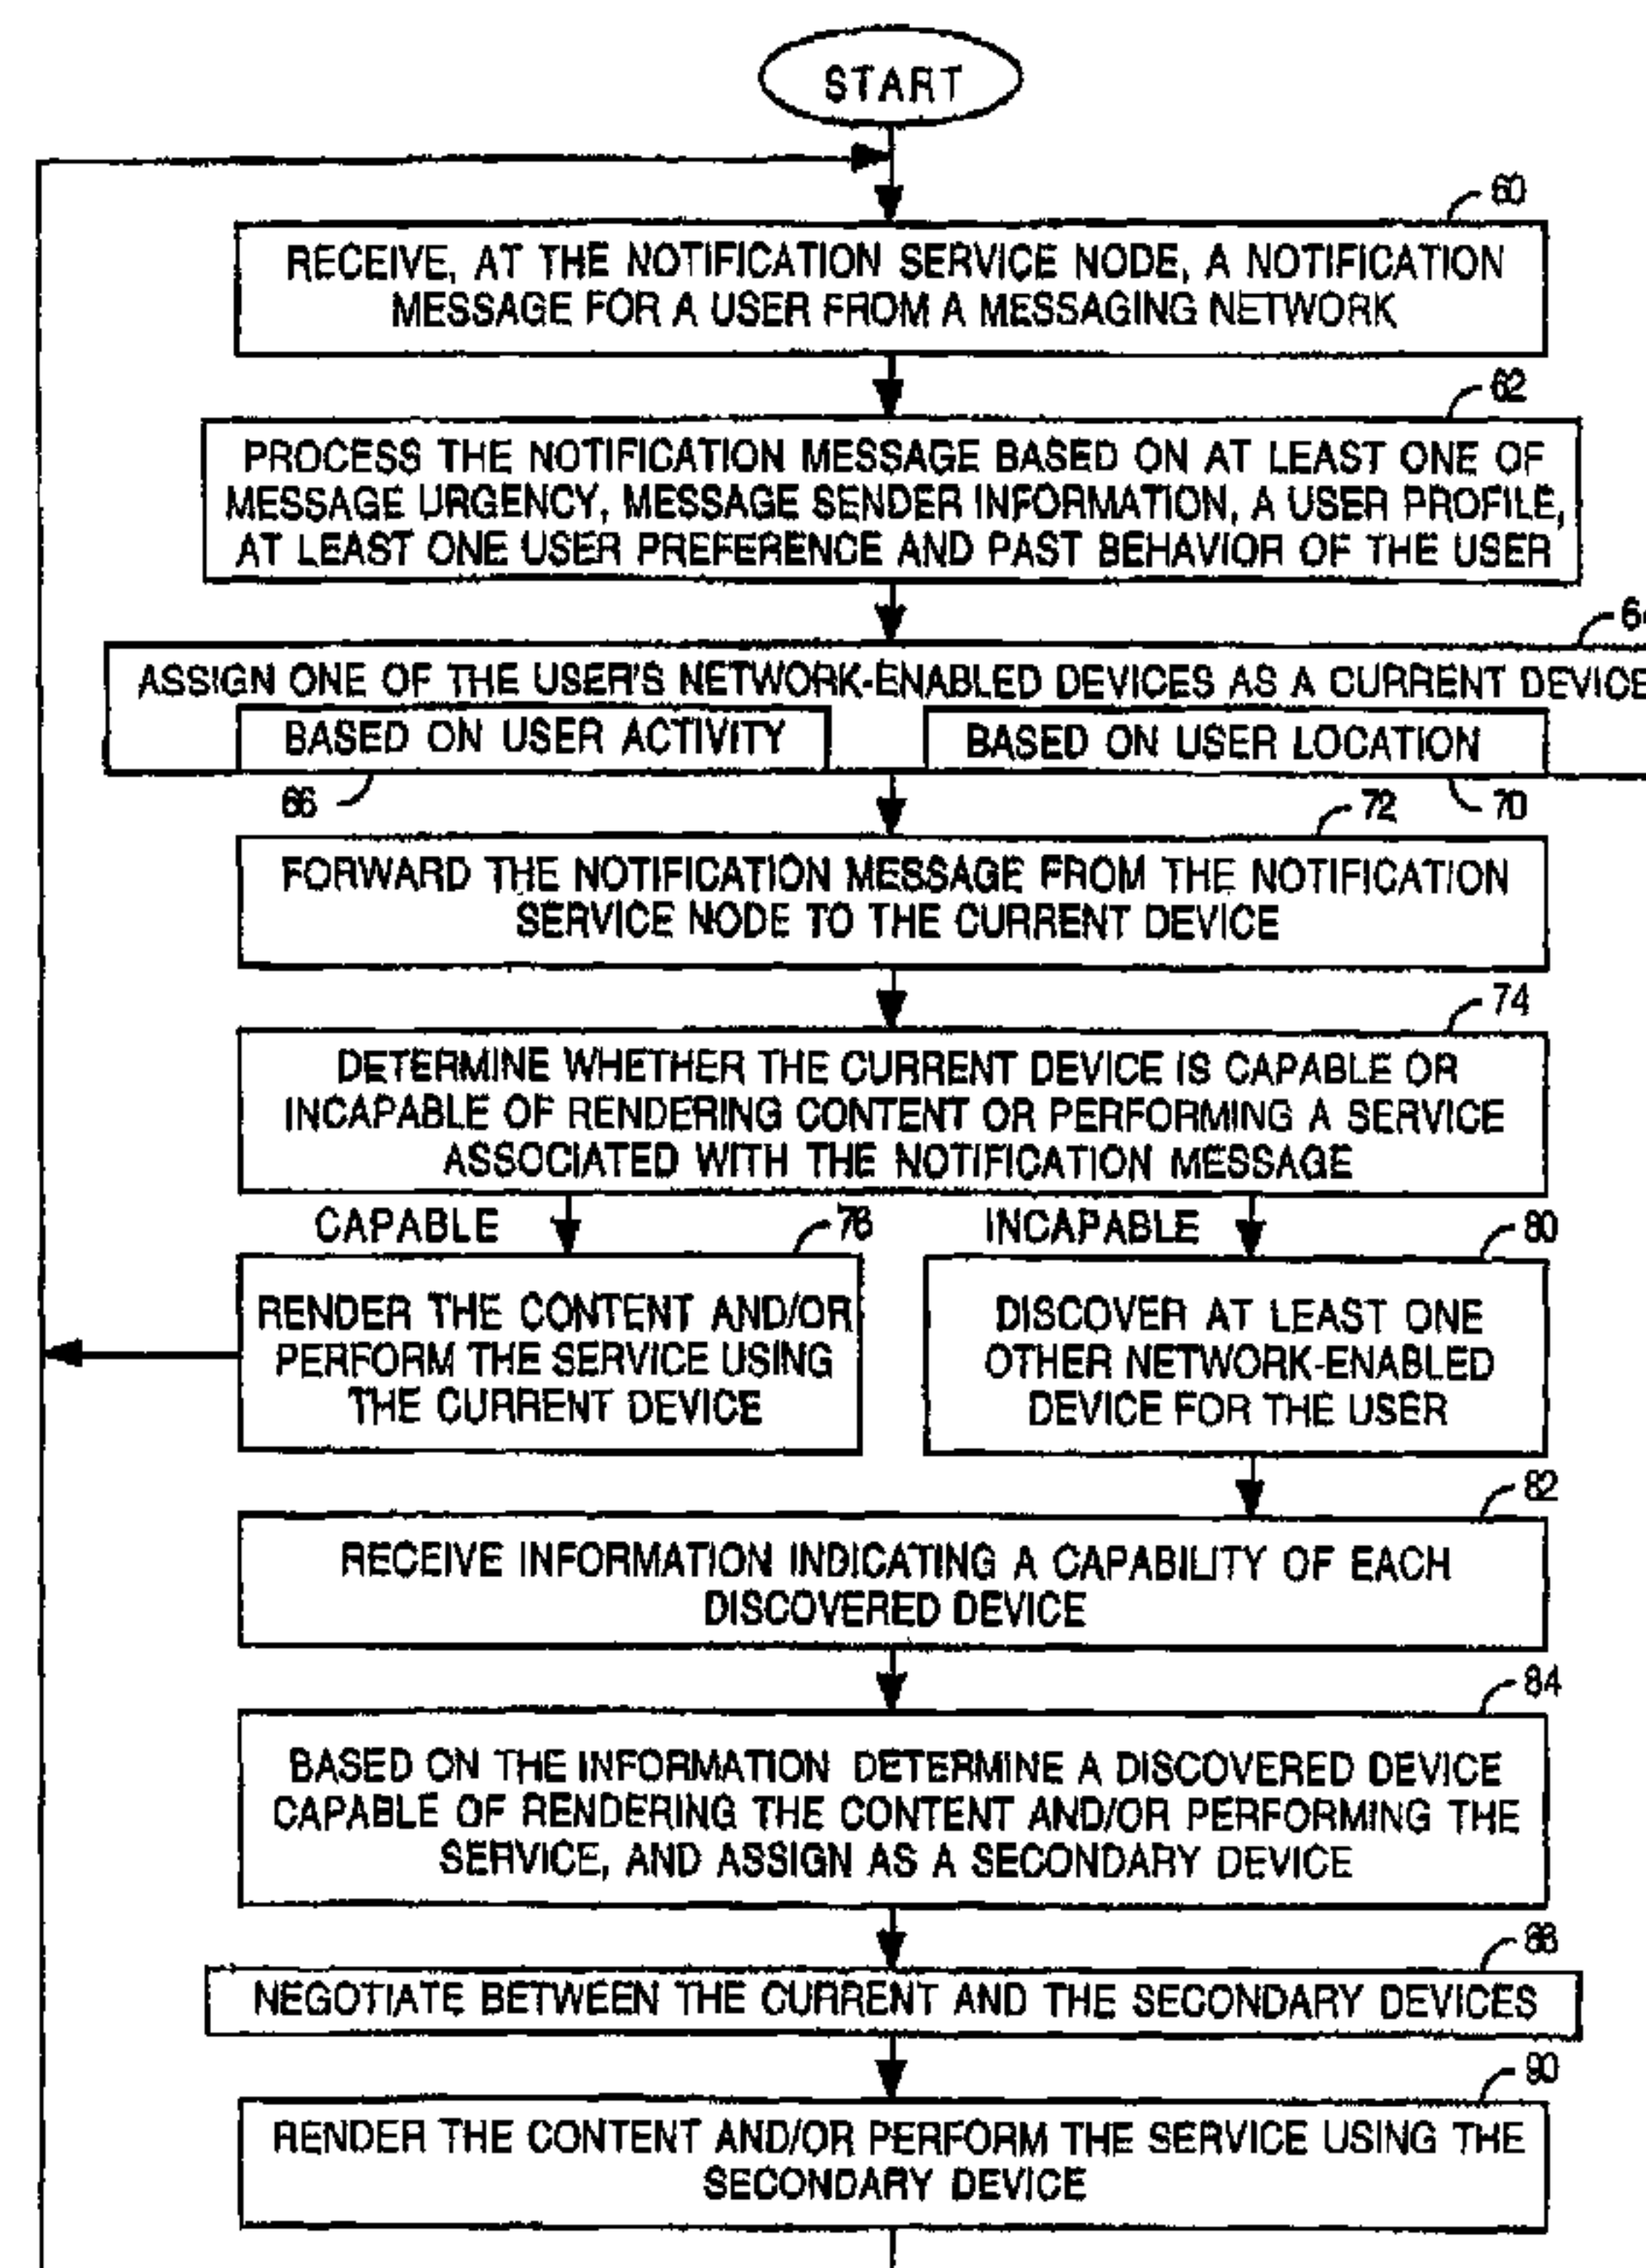 START
60
RECEIVE, AT THE NOTIFICATION SERVICE NODE, A NOTIFICATION
MESSAGE FOR A USER FROM A MESSAGING NETWORK
62
PROCESS THE NOTIFICATION MESSAGE BASED ON AT LEAST ONE OF
MESSAGE URGENCY, MESSAGE SENDER INFORMATION, A USER PROFILE,
AT LEAST ONE USER PREFERENCE AND PAST BEHAVIOR OF THE USER
ASSIGN ONE OF THE USER'S NETWORK-ENABLED DEVICES AS A CURRENT DEVICE
BASED ON USER ACTIVITY
BASED ON USER LOCATION
66
70
72
FORWARD THE NOTIFICATION MESSAGE FROM THE NOTIFICATION
SERVICE NODE TO THE CURRENT DEVICE
74
DETERMINE WHETHER THE CURRENT DEVICE IS CAPABLE OR
INCAPABLE OF RENDERING CONTENT OR PERFORMING A SERVICE
ASSOCIATED WITH THE NOTIFICATION MESSAGE
CAPABLE
INCAPABLE
80
RENDER THE CONTENT AND/OR
PERFORM THE SERVICE USING
THE CURRENT DEVICE
DISCOVER AT LEAST ONE
OTHER NETWORK-ENABLED
DEVICE FOR THE USER
82
RECEIVE INFORMATION INDICATING A CAPABILITY OF EACH
DISCOVERED DEVICE
84
BASED ON THE INFORMATION DETERMINE A DISCOVERED DEVICE
CAPABLE OF RENDERING THE CONTENT AND/OR PERFORMING THE
SERVICE, AND ASSIGN AS A SECONDARY DEVICE
NEGOTIATE BETWEEN THE CURRENT AND THE SECONDARY DEVICES
90
RENDER THE CONTENT AND/OR PERFORM THE SERVICE USING THE
SECONDARY DEVICE